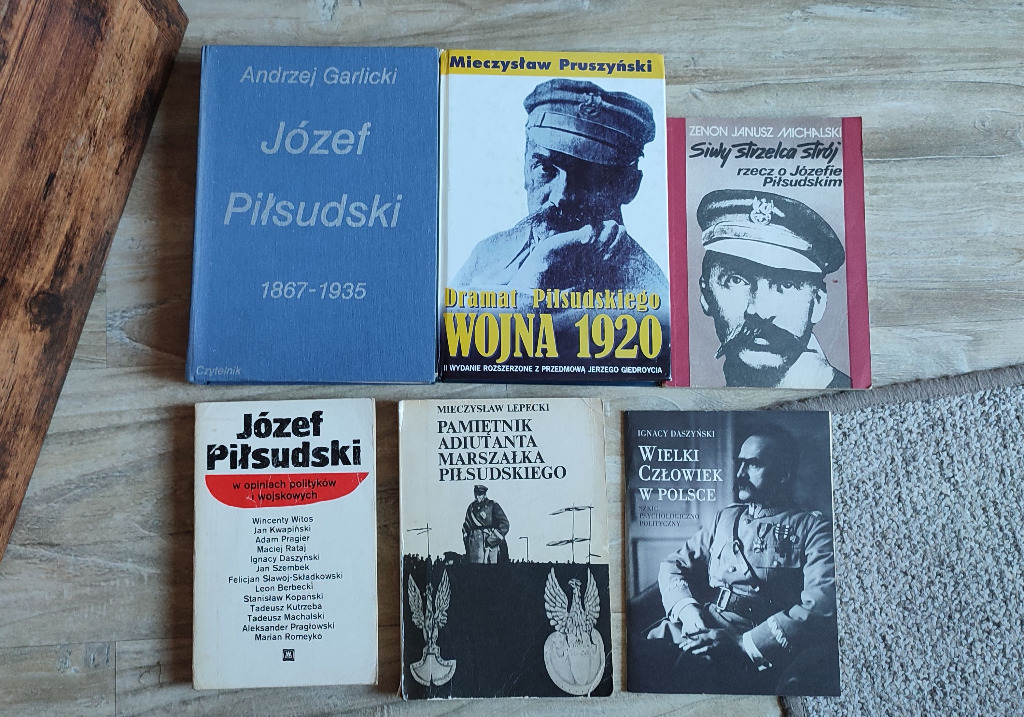 Andrzej Garlicki
Józef
Piłsudski
1867-1935
Czytelnik
Mieczysław Pruszyński
Dramat Piłsudskiego
WOJNA 1920
II WYDANIE ROZSZERZONE Z PRZEDMOWĄ JERZEGO GIEDROYCIA
ZENON JANUSZ MICHALSKI
Siwy strzelca strój
rzecz o Józefie
Piłsudskim
Józef
Piłsudski
w opiniach polityków
i wojskowych
Wincenty Witos
Jan Kwapiński
Adam Pragier
Maciej Rataj
Ignacy Daszyński
Jan Szembek
Felicjan Sławoj-Składkowski
Leon Berbecki
Stanisław Kopański
Tadeusz Kutrzeba
Tadeusz Machalski
Aleksander Pragłowski
Marian Romeyko
MIECZYSŁAW LEPECKI
PAMIĘTNIK
ADIUTANTA
MARSZAŁKA
PIŁSUDSKIEGO
IGNACY DASZYŃSKI
WIELKI
CZŁOWIEK
W POLSCE
SZKIC
PSYCHOLOGICZNO
POLITYCZNY